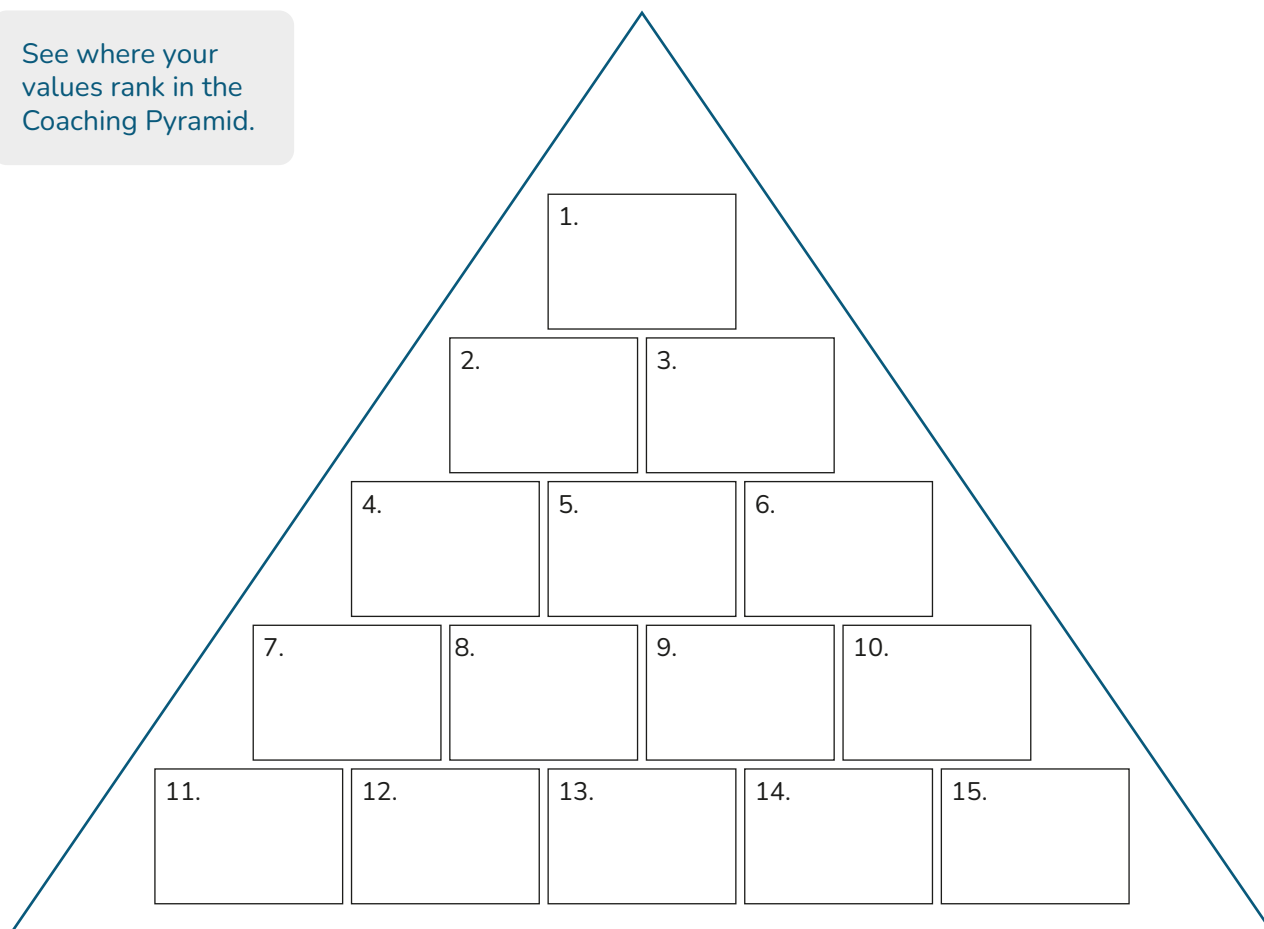 See where your
values rank in the
Coaching Pyramid.
1.
2. 3.
4. 5. 6.
7. 8. 9. 10.
11. 12. 13. 14. 15.